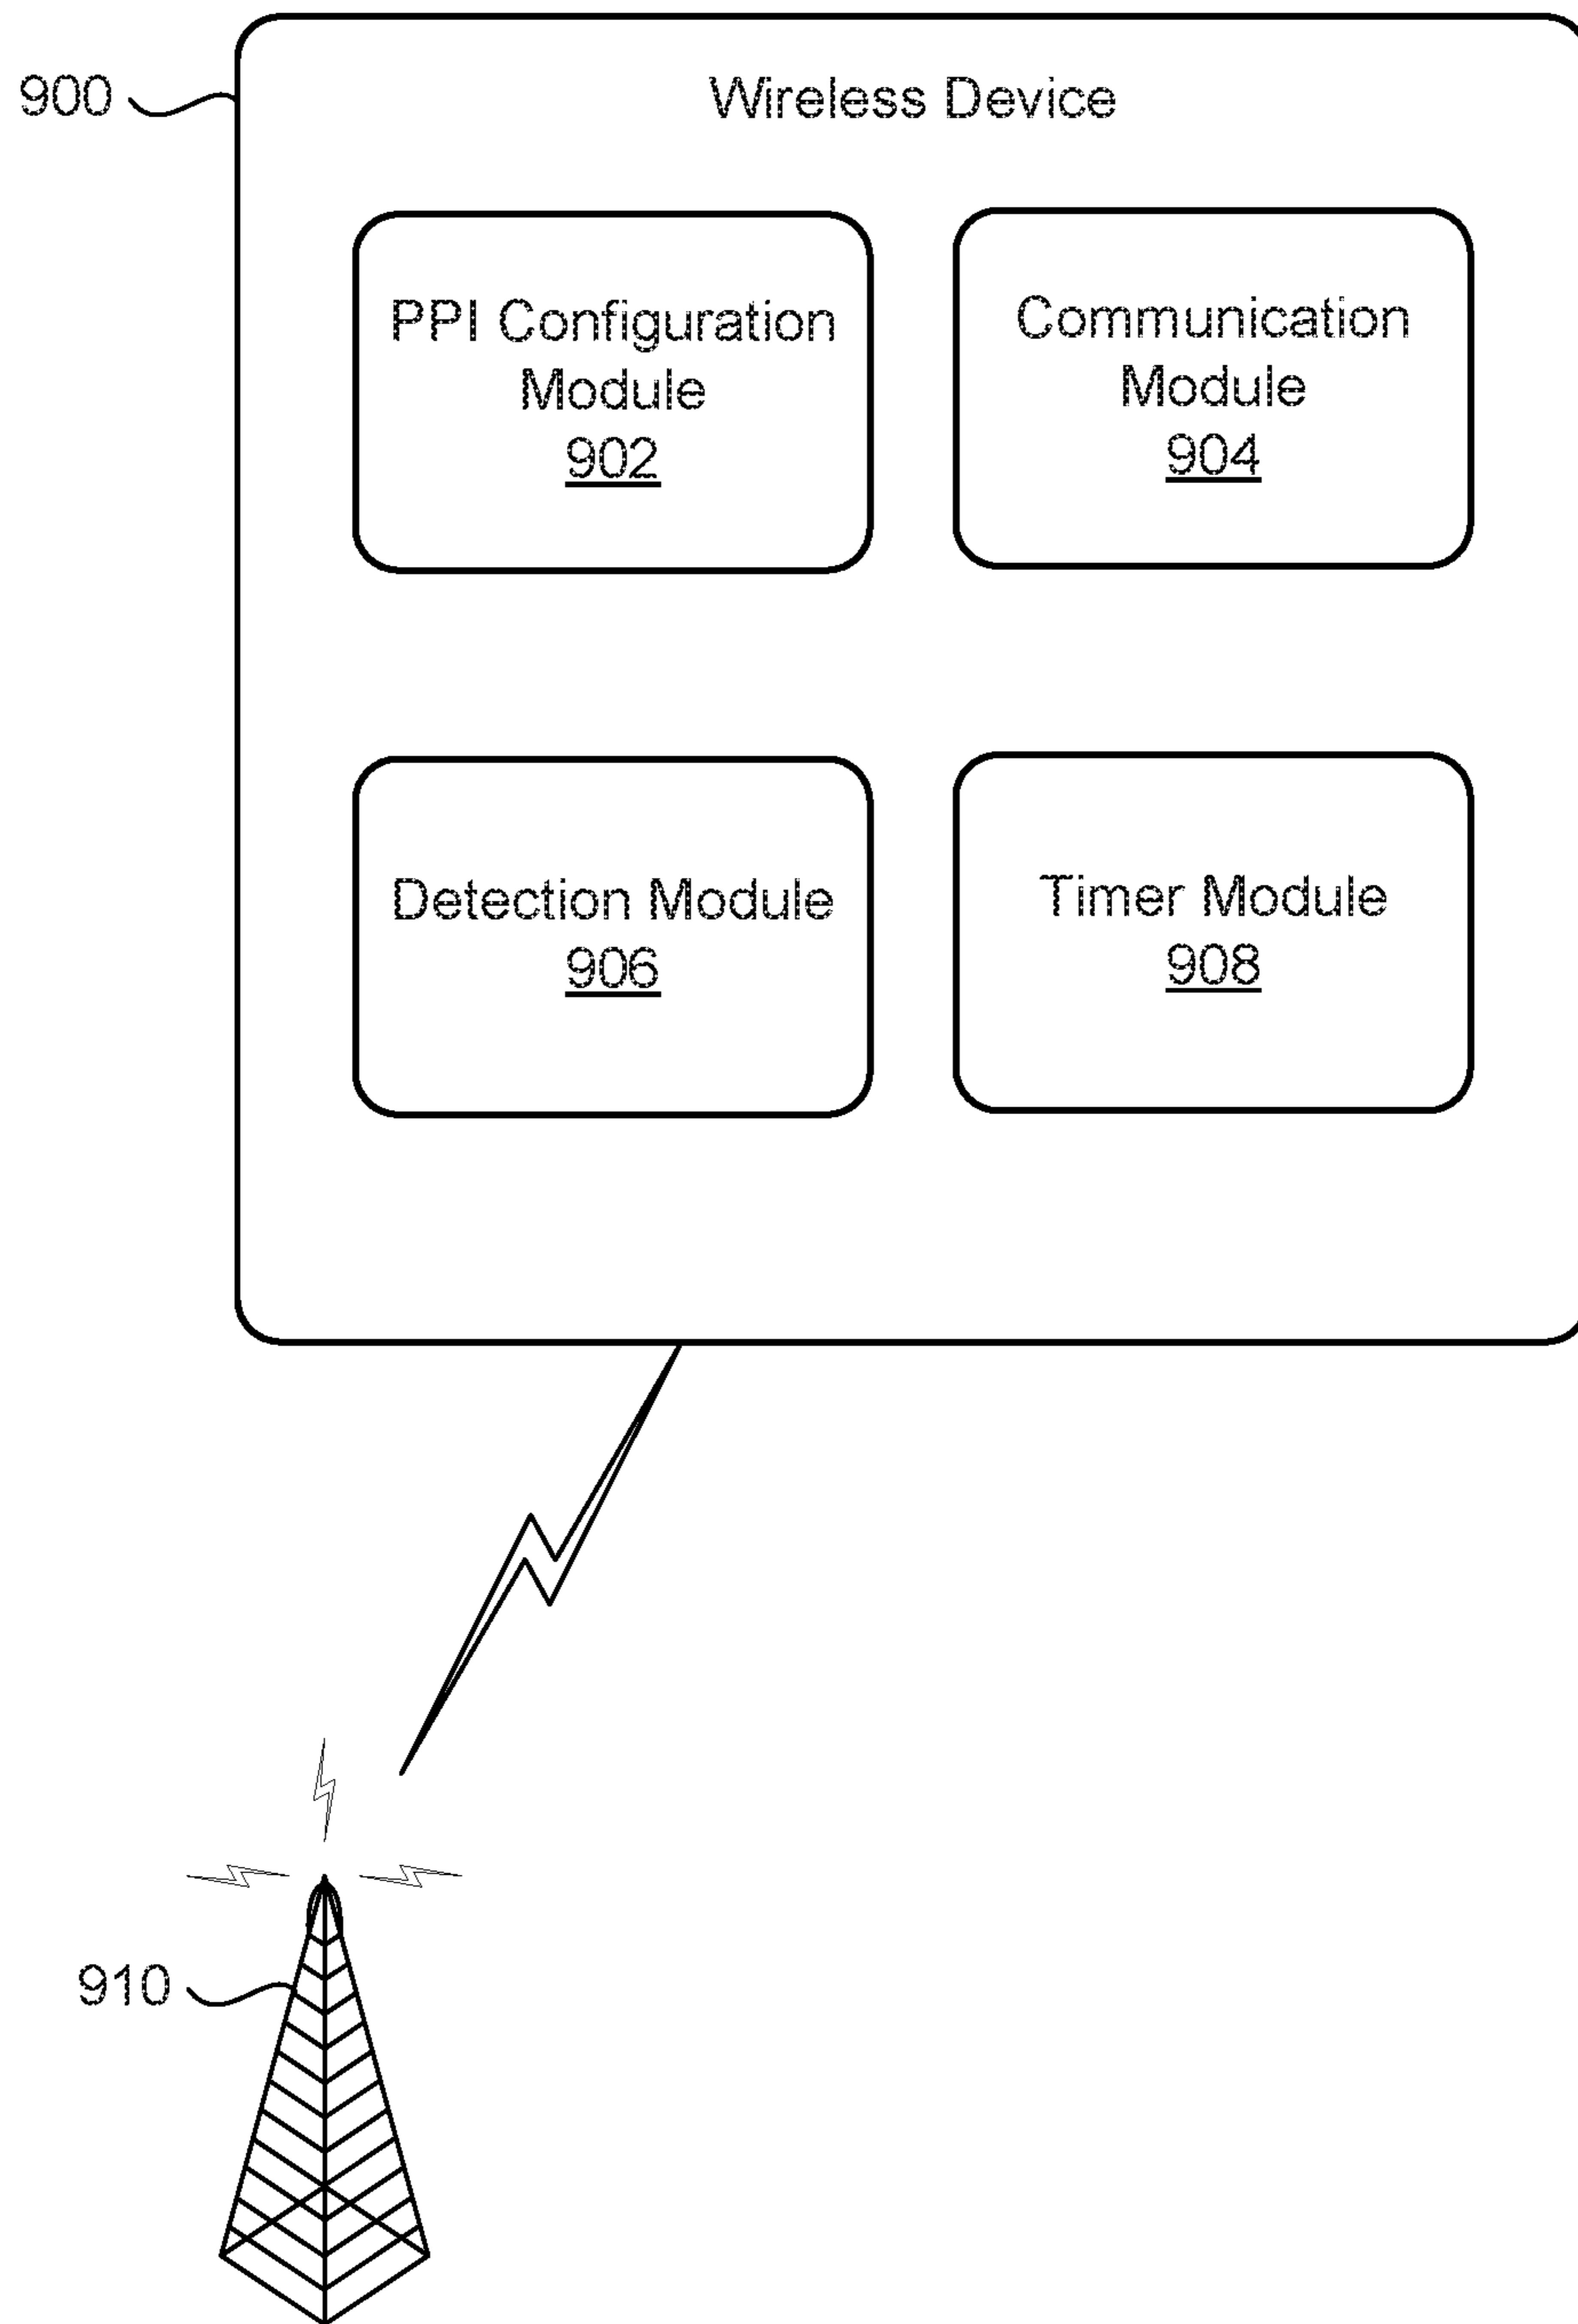 900
Wireless Device
PPI Configuration
Module
902
Communication
Module
904
Detection Module
906
Timer Module
908
910